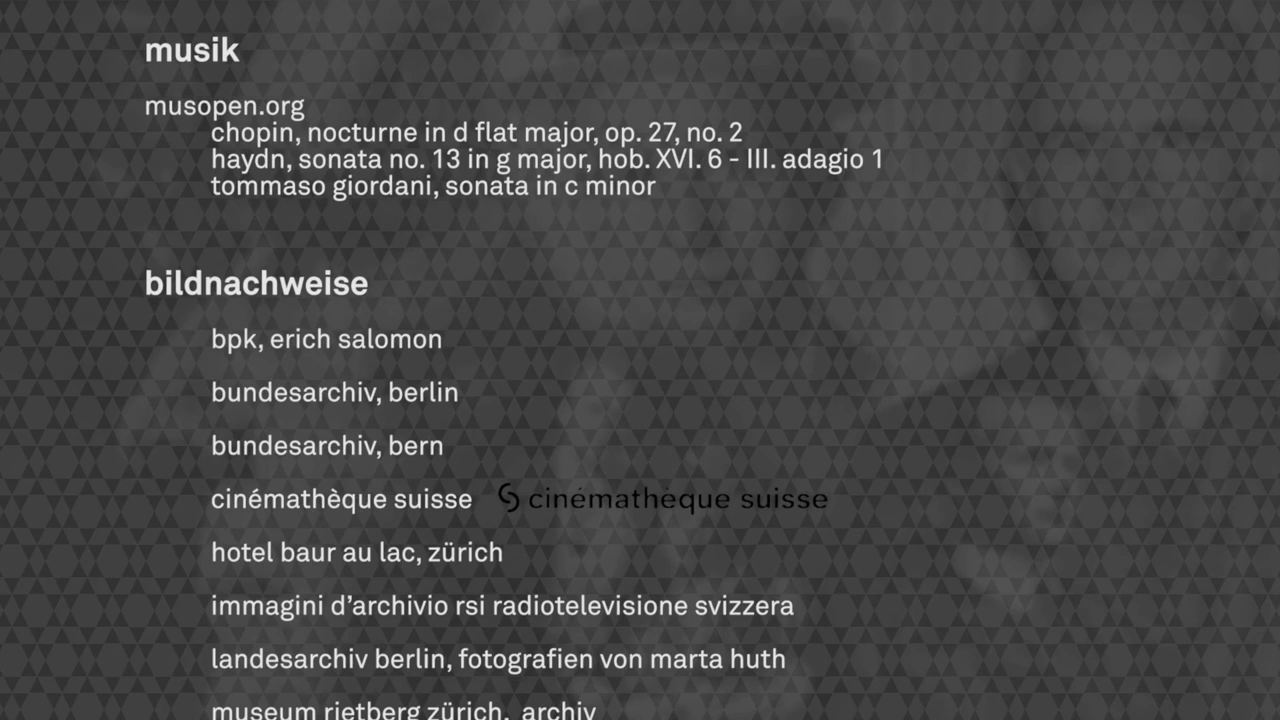 musik
musopen.org
chopin, nocturne in d flat major, op. 27, no. 2
haydn, sonata no. 13 in g major, hob. XVI. 6 - III. adagio 1
tommaso giordani, sonata in c minor
bildnachweise
bpk, erich salomon
bundesarchiv, berlin
bundesarchiv, bern
cinémathèque suisse cinémathèque suisse
hotel baur au lac, zürich
immagini d’archivio rsi radiotelevisione svizzera
landesarchiv berlin, fotografien von marta huth
museum rietberg zürich, archiv